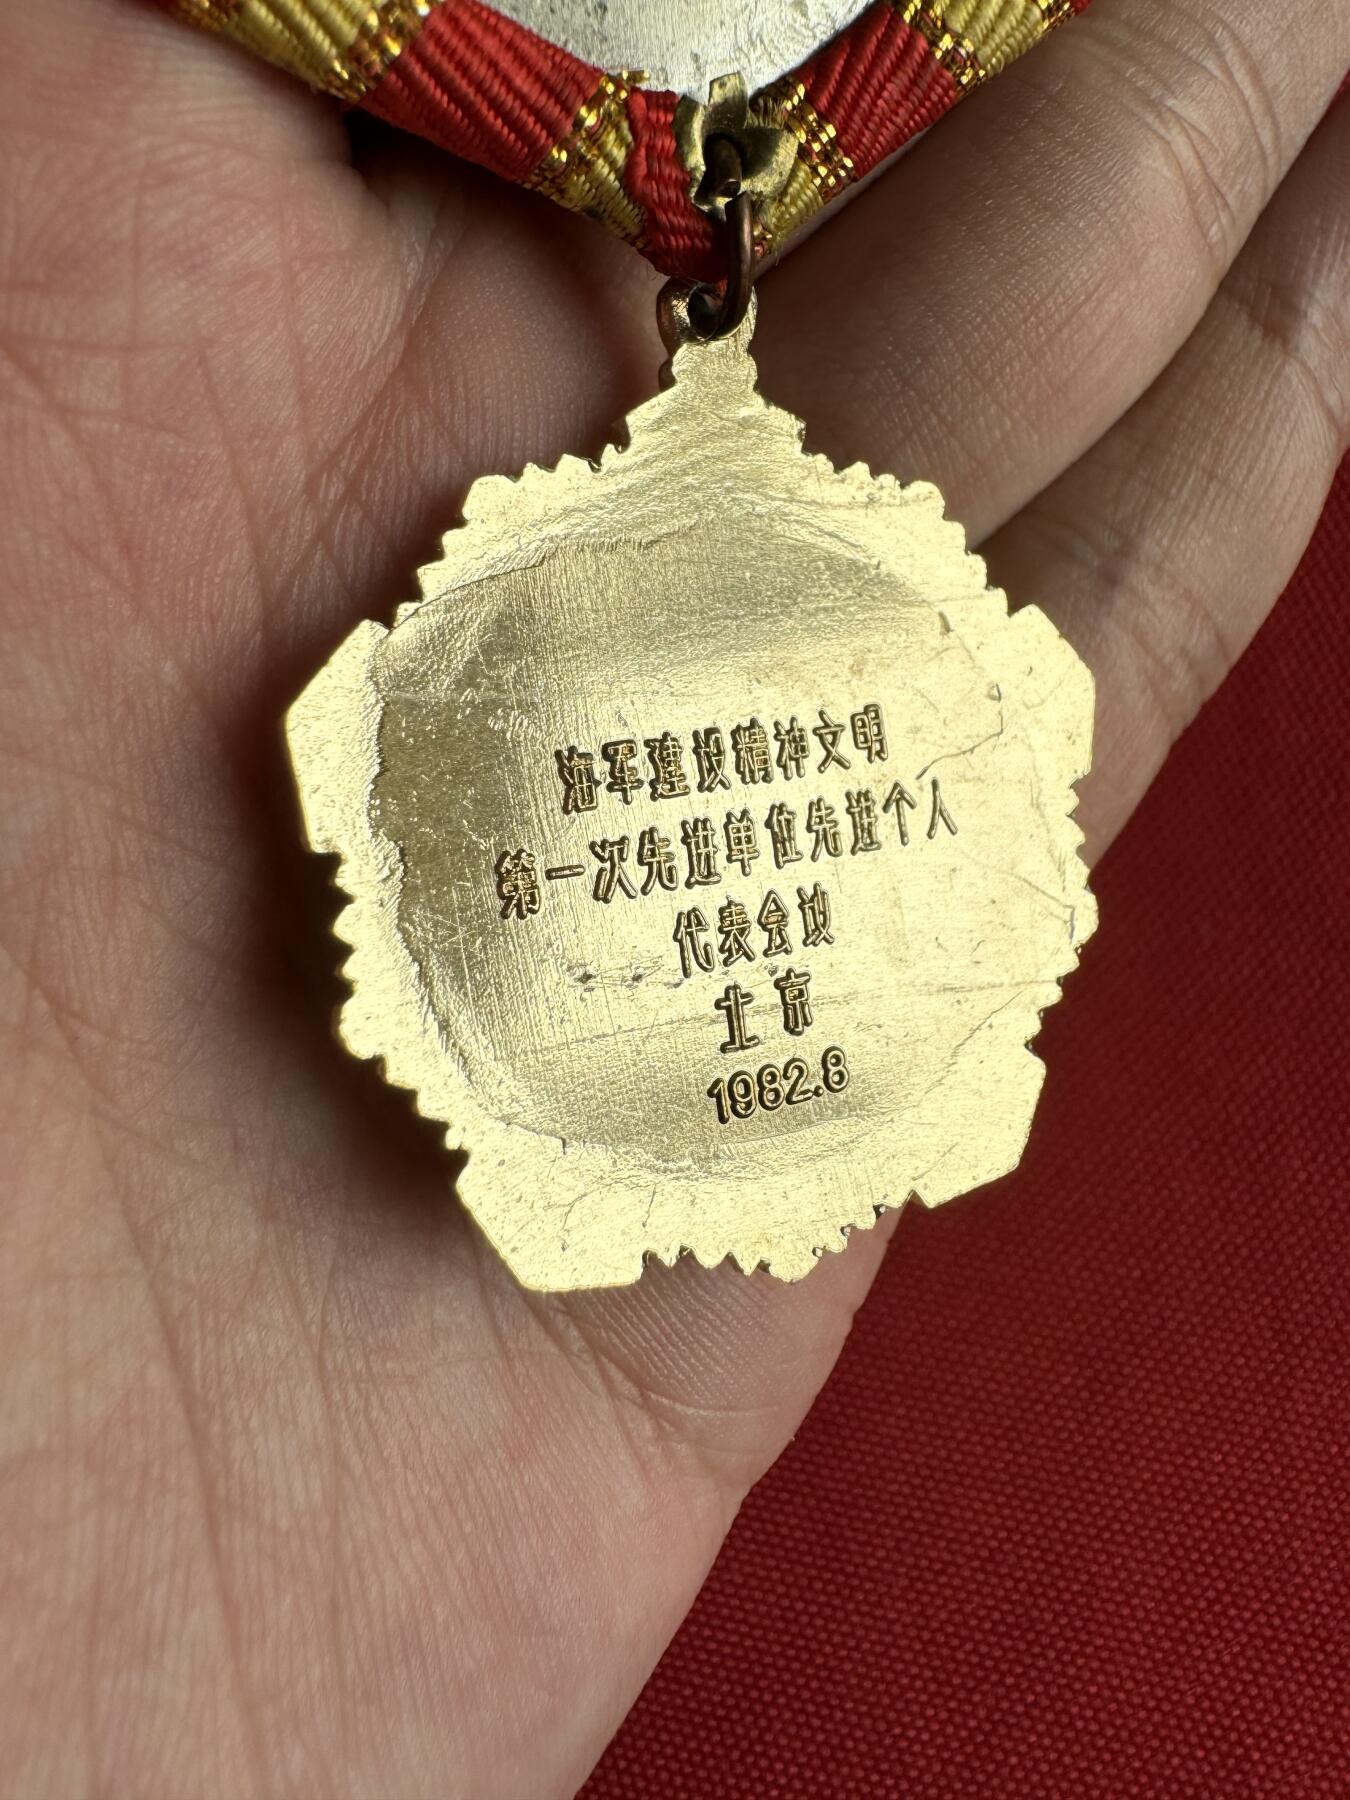 海军建设精神文明
第一次先进单位先进个人
代表会议
北京
1982.8